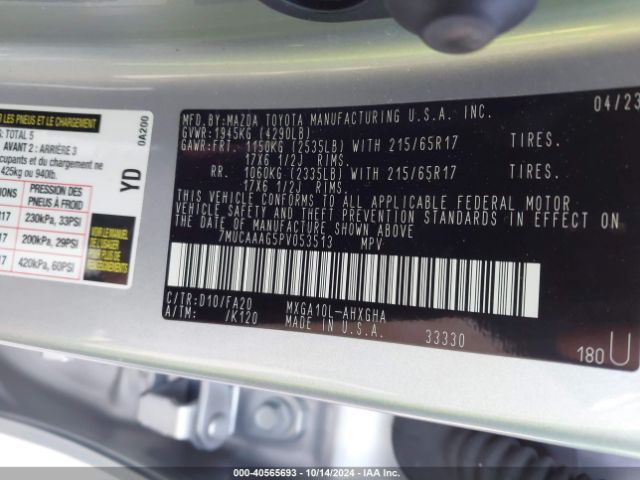 MFD.BY:MAZDA TOYOTA MANUFACTURING U.S.A. INC. 04/23
GVWR:1945KG (4290LB)
GAWR:FRT. 1150KG (2535LB) WITH 215/65R17 TIRES.
17X6 1/2J RIMS.
RR. 1060KG (2335LB) WITH 215/65R17 TIRES.
17X6 1/2J RIMS.
THIS VEHICLE CONFORMS TO ALL APPLICABLE FEDERAL MOTOR
VEHICLE SAFETY AND THEFT PREVENTION STANDARDS IN EFFECT ON
THE DATE OF MANUFACTURE SHOWN ABOVE
7MUCAAAG5PV053513 MPV
C/TR:D10/FA20 MXGA10L-AHXGHA
A/TM: /K120 MADE IN U.S.A. 33330
180 U
LES PNEUS ET LE CHARGEMENT
TOTAL 5
AVANT 2 : ARRIÈRE 3
cupants et du chargement ne
425kg ou 940lb.
IONS PRESSION DES
PNEUS À FROID
17 230kPa, 33PSI
17 200kPa, 29PSI
17 420kPa, 60PSI
0A200
YD
000-40565693 - 10/14/2024 - IAA Inc.